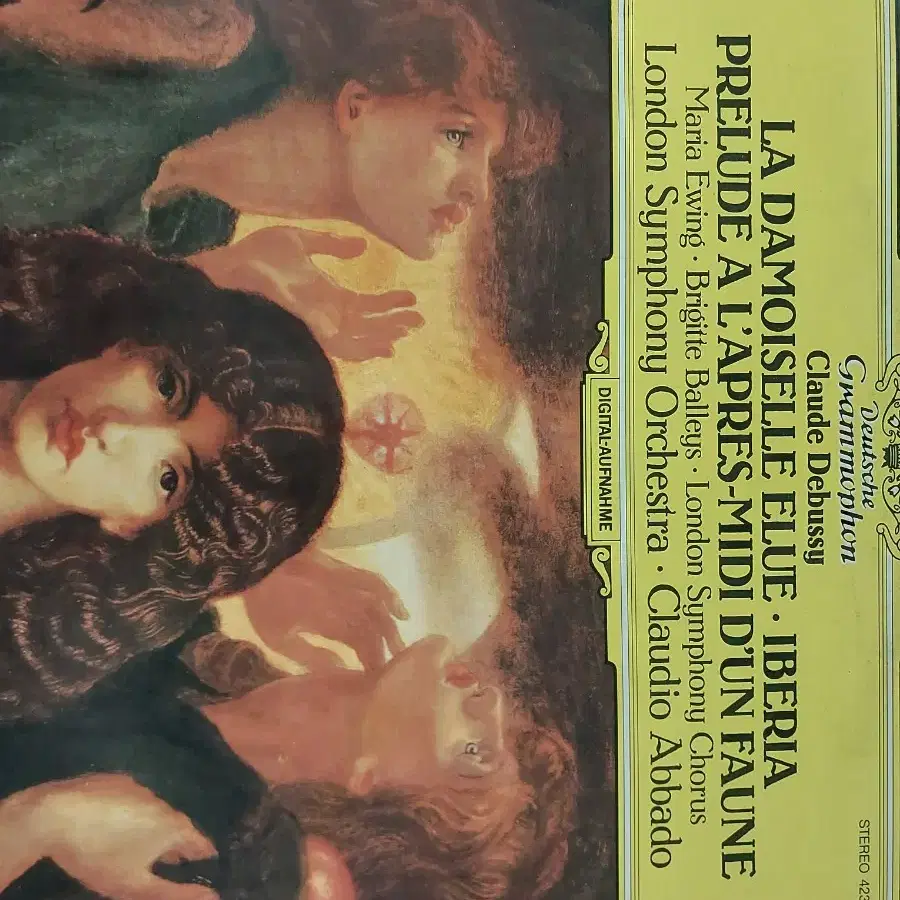 Deutsche
Grammophon
STEREO 423
Claude Debussy
LA DAMOISELLE ELUE · IBERIA
PRELUDE A L'APRES-MIDI D'UN FAUNE
Maria Ewing · Brigitte Balleys · London Symphony Chorus
London Symphony Orchestra · Claudio Abbado
DIGITAL-AUFNAHME